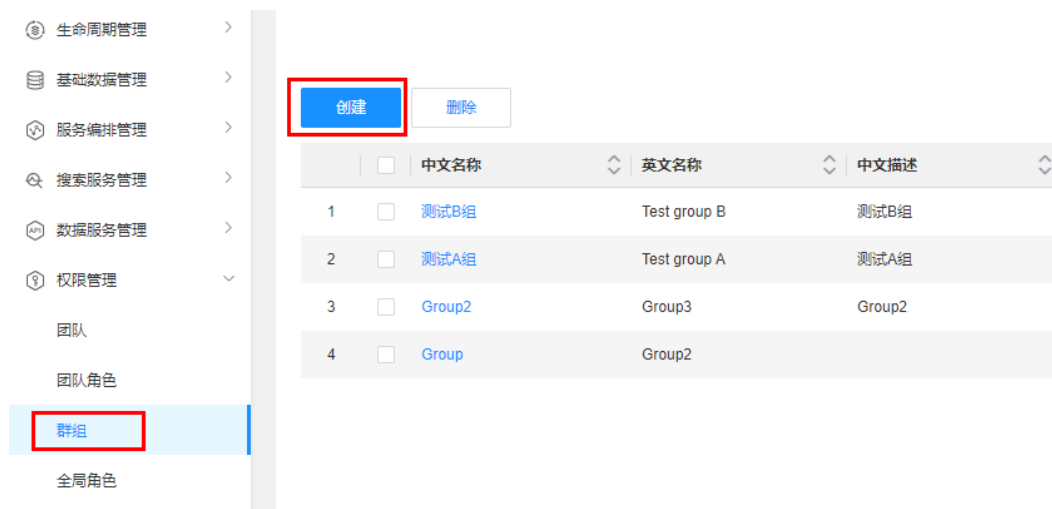 生命周期管理
基础数据管理
服务编排管理
搜索服务管理
API 数据服务管理
权限管理
团队
团队角色
群组
全局角色
创建 删除
中文名称 英文名称 中文描述
1 测试B组 Test group B 测试B组
2 测试A组 Test group A 测试A组
3 Group2 Group3 Group2
4 Group Group2